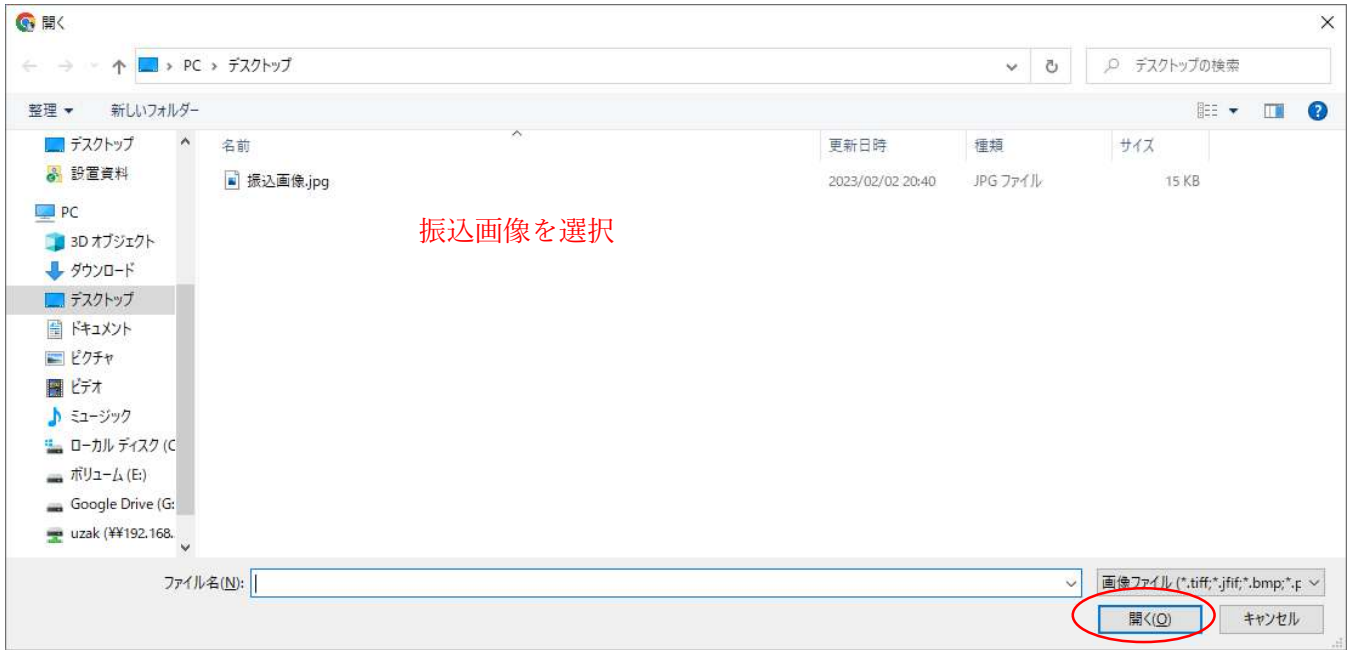 開く
PC › デスクトップ
デスクトップの検索
整理
新しいフォルダー
名前
更新日時
種類
サイズ
振込画像.jpg
2023/02/02 20:40
JPG ファイル
15 KB
振込画像を選択
デスクトップ
設置資料
PC
3D オブジェクト
ダウンロード
デスクトップ
ドキュメント
ピクチャ
ビデオ
ミュージック
ローカル ディスク (C
ボリューム (E:)
Google Drive (G:
uzak (¥¥192.168.
ファイル名(N):
画像ファイル (*.tiff;*.jfif;*.bmp;*.p
開く(O)
キャンセル